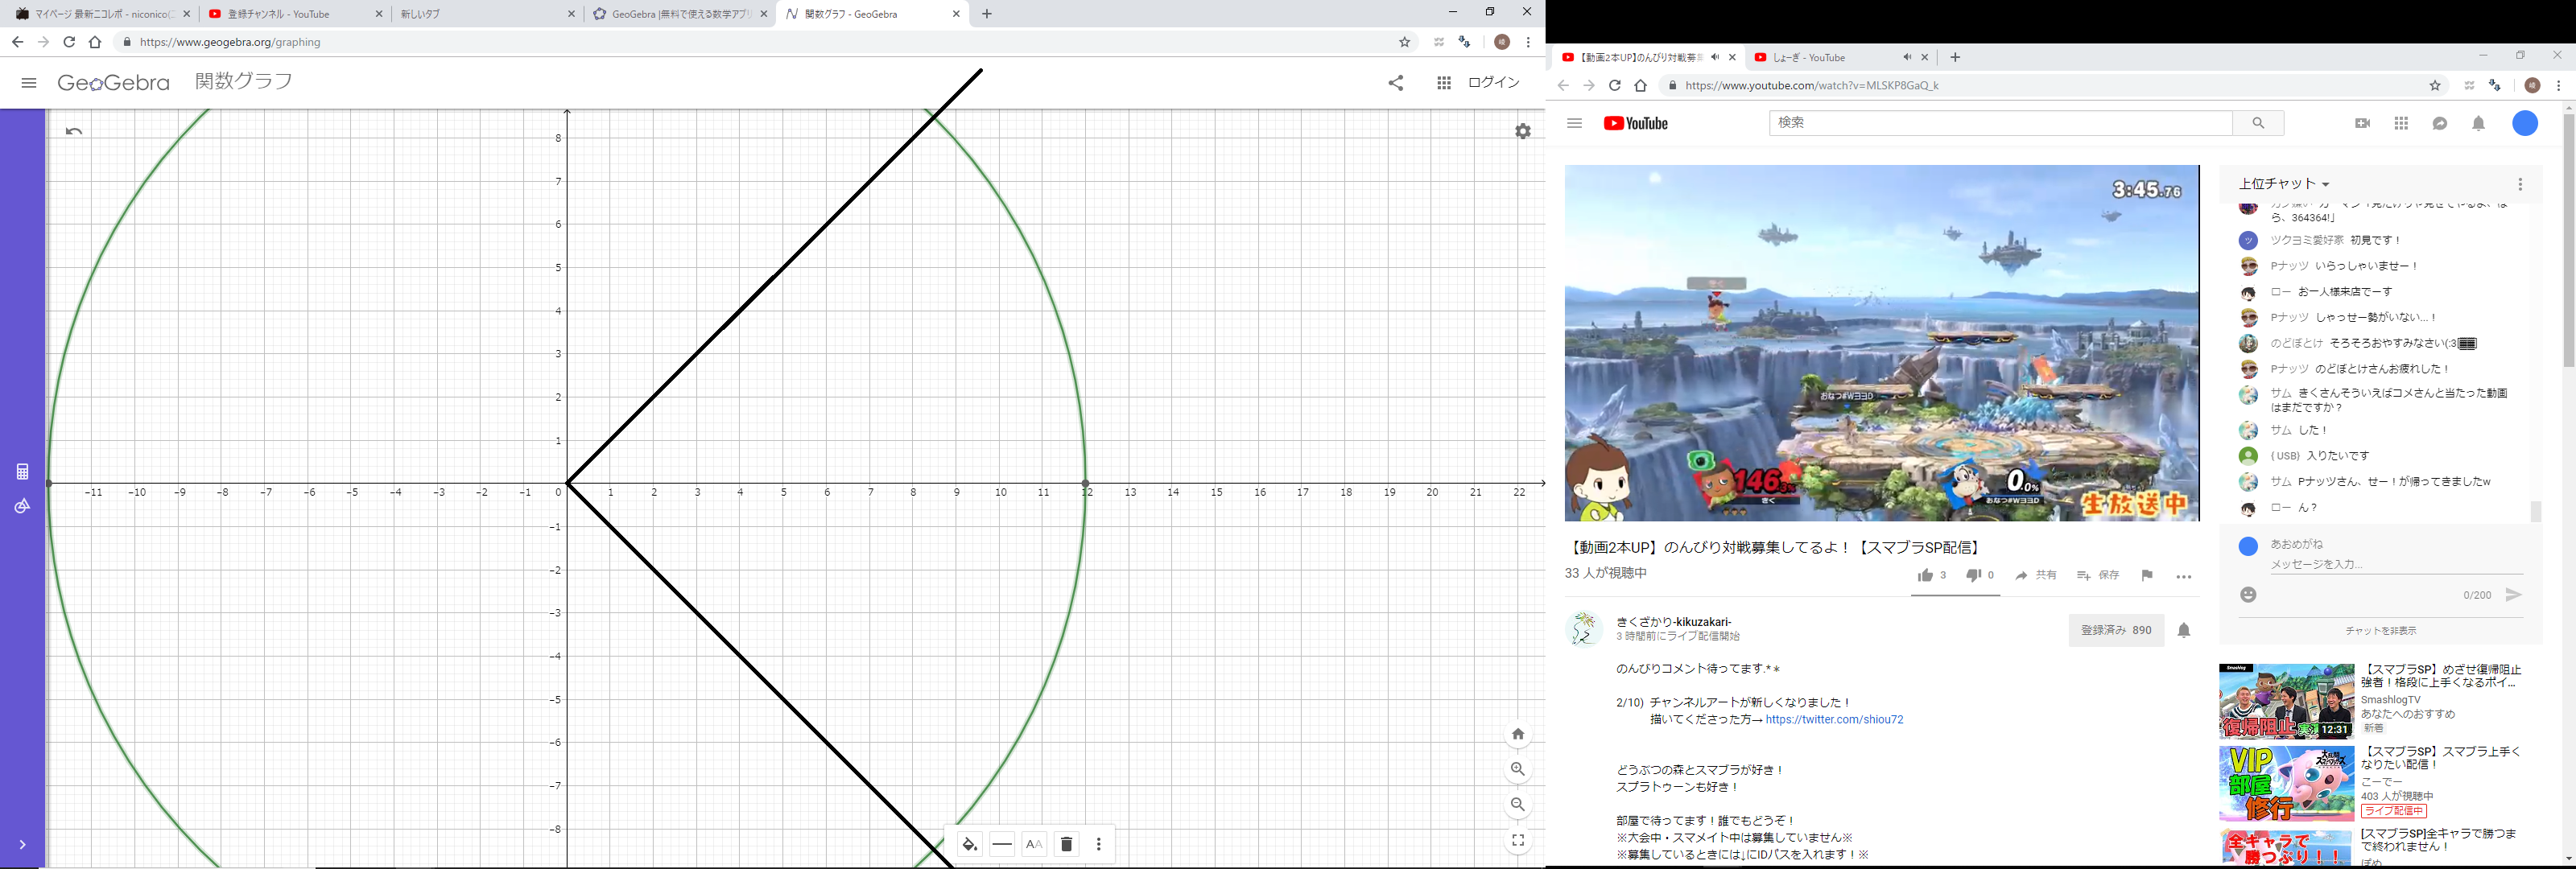 マイページ 最新ニコレポ - niconico(ニ
登録チャンネル - YouTube
新しいタブ
GeoGebra |無料で使える数学アプリ
関数グラフ - GeoGebra
https://www.geogebra.org/graphing
GeoGebra 関数グラフ
ログイン
8
7
6
5
4
3
2
1
-11 -10 -9 -8 -7 -6 -5 -4 -3 -2 -1 0 1 2 3 4 5 6 7 8 9 10 11 12 13 14 15 16 17 18 19 20 21 22
-1
-2
-3
-4
-5
-6
-7
-8
AA
【動画2本UP】のんびり対戦募集
しょーぎ - YouTube
https://www.youtube.com/watch?v=MLSKP8GaQ_k
YouTube
検索
3:45.76
おなつ#WヨヨD
146
きく
0.0%
おなつ#WヨヨD
生放送中
【動画2本UP】のんびり対戦募集してるよ！【スマブラSP配信】
33 人が視聴中
3 0 共有 保存
きくざかり-kikuzakari-
3 時間前にライブ配信開始
登録済み 890
のんびりコメント待ってます.*＊
2/10) チャンネルアートが新しくなりました！
描いてくださった方→ https://twitter.com/shiou72
どうぶつの森とスマブラが好き！
スプラトゥーンも好き！
部屋で待ってます！誰でもどうぞ！
※大会中・スマメイト中は募集していません※
※募集しているときには↓にIDパスを入れます！※
上位チャット
ら、364364!」
ツクヨミ愛好家 初見です！
Pナッツ いらっしゃいませー！
ロー お一人様来店でーす
Pナッツ しゃっせー勢がいない...！
のどぼとけ そろそろおやすみなさい(:3
Pナッツ のどぼとけさんお疲れした！
サム きくさんそういえばコメさんと当たった動画
はまだですか？
サム した！
(USB) 入りたいです
サム Pナッツさん、せー！が帰ってきましたw
ロー ん？
あおめがね
メッセージを入力...
0/200
チャットを非表示
復帰阻止
12:31
【スマブラSP】めざせ復帰阻止
強者！格段に上手くなるポイ...
SmashlogTV
あなたへのおすすめ
新着
VIP
部屋
修行
【スマブラSP】スマブラ上手く
なりたい配信！
こーでー
403 人が視聴中
ライブ配信中
全キャラで
勝つぶり！！
[スマブラSP]全キャラで勝つま
で終われません！
ぽめ